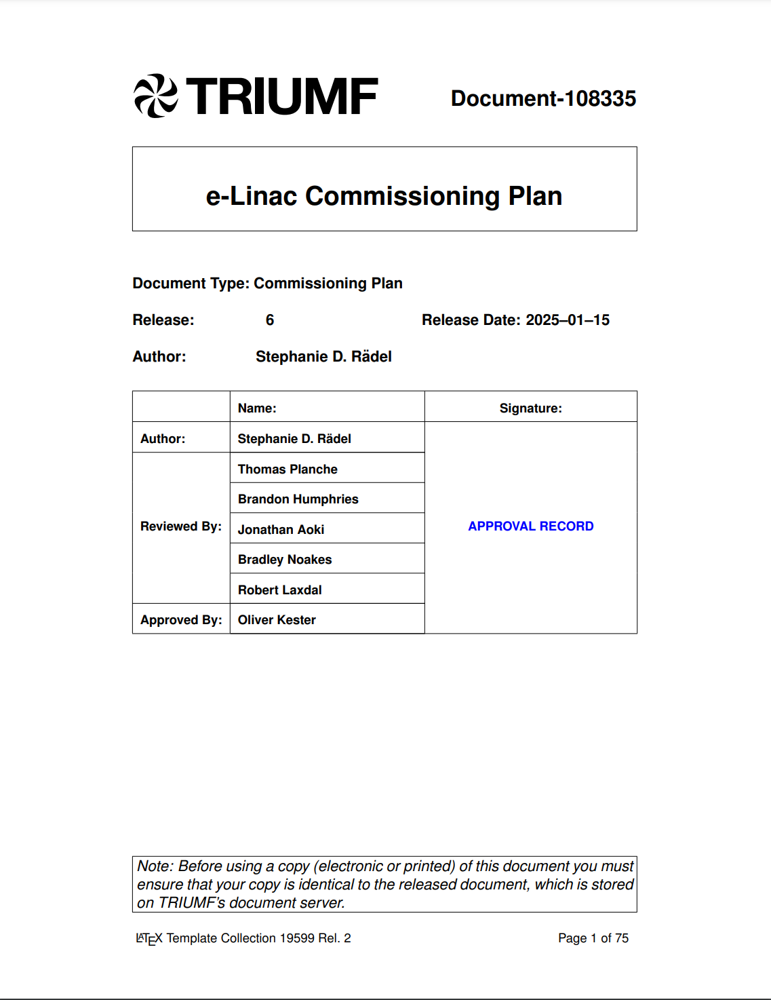 TRIUMF
Document-108335
e-Linac Commissioning Plan
Document Type: Commissioning Plan
Release: 6 Release Date: 2025–01–15
Author: Stephanie D. Rädel
Name: Signature:
Author: Stephanie D. Rädel
Reviewed By:
Thomas Planche
Brandon Humphries
Jonathan Aoki
Bradley Noakes
Robert Laxdal
APPROVAL RECORD
Approved By: Oliver Kester
Note: Before using a copy (electronic or printed) of this document you must
ensure that your copy is identical to the released document, which is stored
on TRIUMF’s document server.
LATEX Template Collection 19599 Rel. 2 Page 1 of 75